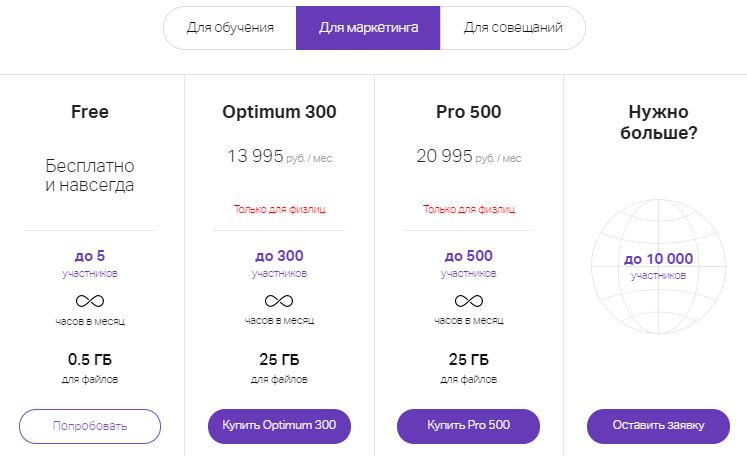 Для обучения
Для маркетинга
Для совещаний
Free
Бесплатно
и навсегда
до 5
участников
часов в месяц
0.5 ГБ
для файлов
Попробовать
Optimum 300
13 995 руб. / мес
Только для физлиц
до 300
участников
часов в месяц
25 ГБ
для файлов
Купить Optimum 300
Pro 500
20 995 руб. / мес
Только для физлиц
до 500
участников
часов в месяц
25 ГБ
для файлов
Купить Pro 500
Нужно
больше?
до 10 000
участников
Оставить заявку